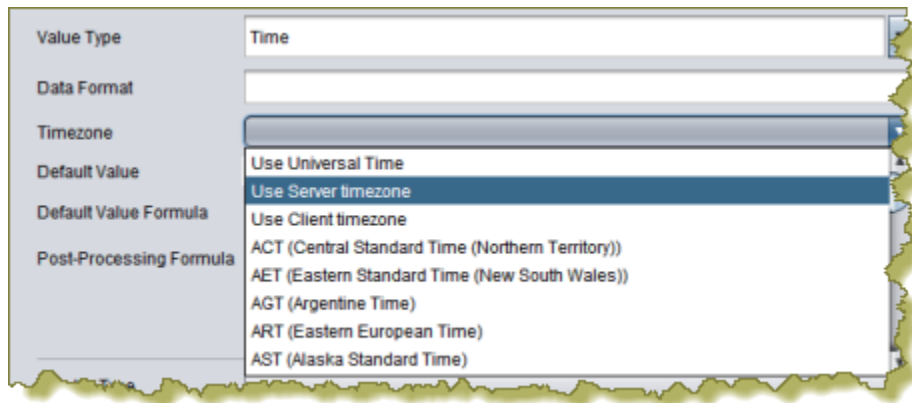 Value Type
Time
Data Format
Timezone
Default Value
Default Value Formula
Post-Processing Formula
Use Universal Time
Use Server timezone
Use Client timezone
ACT (Central Standard Time (Northern Territory))
AET (Eastern Standard Time (New South Wales))
AGT (Argentine Time)
ART (Eastern European Time)
AST (Alaska Standard Time)